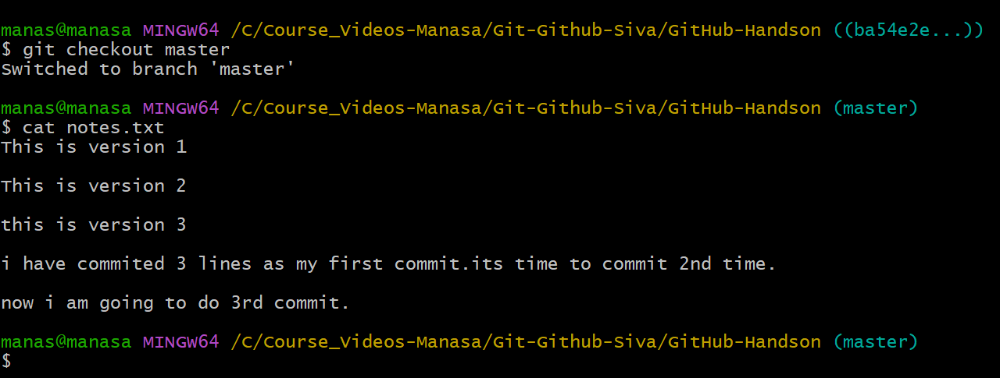 manas@manasa MINGW64 /C/Course_Videos-Manasa/Git-Github-Siva/GitHub-Handson ((ba54e2e...))
$ git checkout master
Switched to branch 'master'
manas@manasa MINGW64 /C/Course_Videos-Manasa/Git-Github-Siva/GitHub-Handson (master)
$ cat notes.txt
This is version 1
This is version 2
this is version 3
i have commited 3 lines as my first commit.its time to commit 2nd time.
now i am going to do 3rd commit.
manas@manasa MINGW64 /C/Course_Videos-Manasa/Git-Github-Siva/GitHub-Handson (master)
$